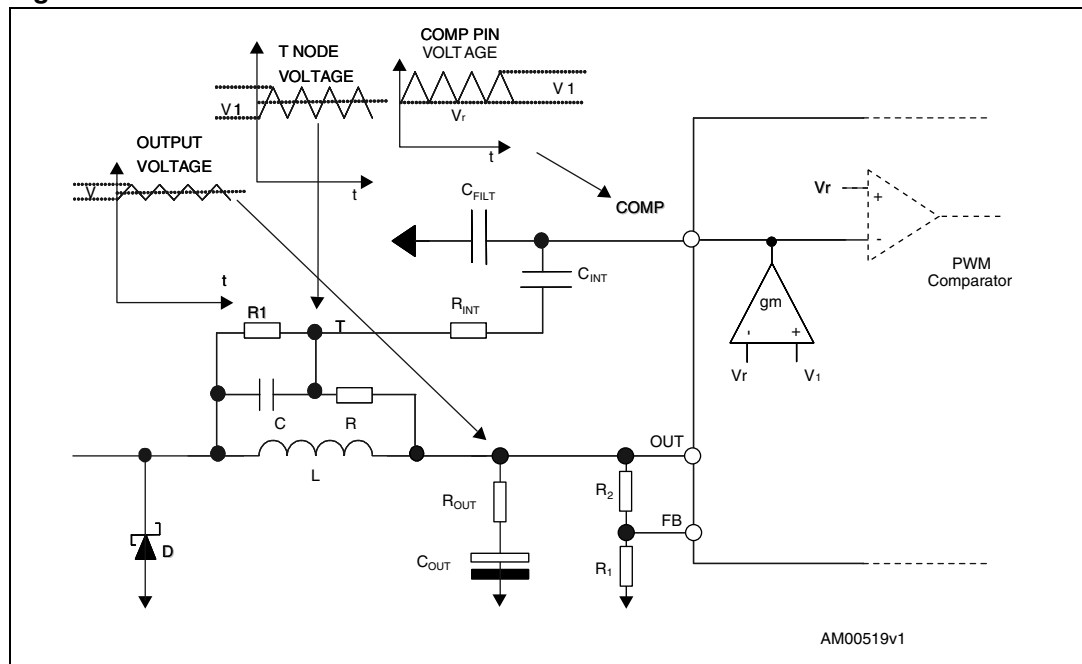 T NODE
VOLTAGE
V1
t
COMP PIN
VOLTAGE
V1
Vr
t
OUTPUT
VOLTAGE
V
t
CFILT
COMP
Vr
+
-
PWM
Comparator
CINT
gm
- +
Vr V1
R1
T
RINT
C
R
L
OUT
ROUT
R2
FB
D
COUT
R1
AM00519v1